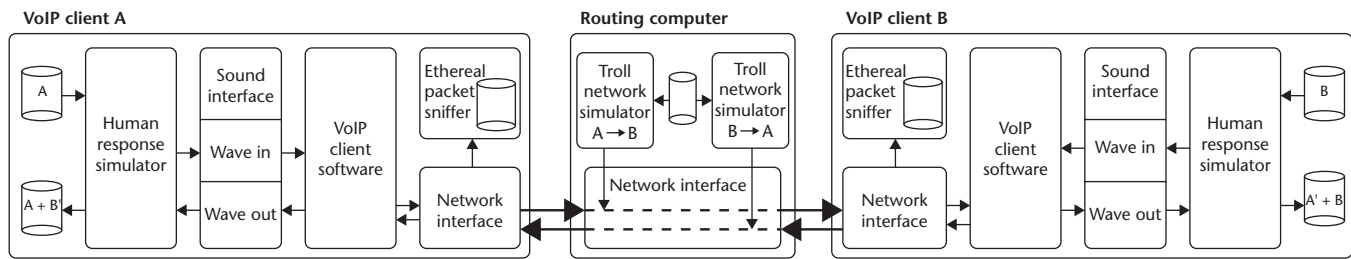 VoIP client A
A
A + B'
Human
response
simulator
Sound
interface
Wave in
Wave out
VoIP
client
software
Ethereal
packet
sniffer
Network
interface
Routing computer
Troll
network
simulator
A → B
Troll
network
simulator
B → A
Network interface
VoIP client B
Ethereal
packet
sniffer
Network
interface
VoIP
client
software
Sound
interface
Wave in
Wave out
Human
response
simulator
B
A' + B